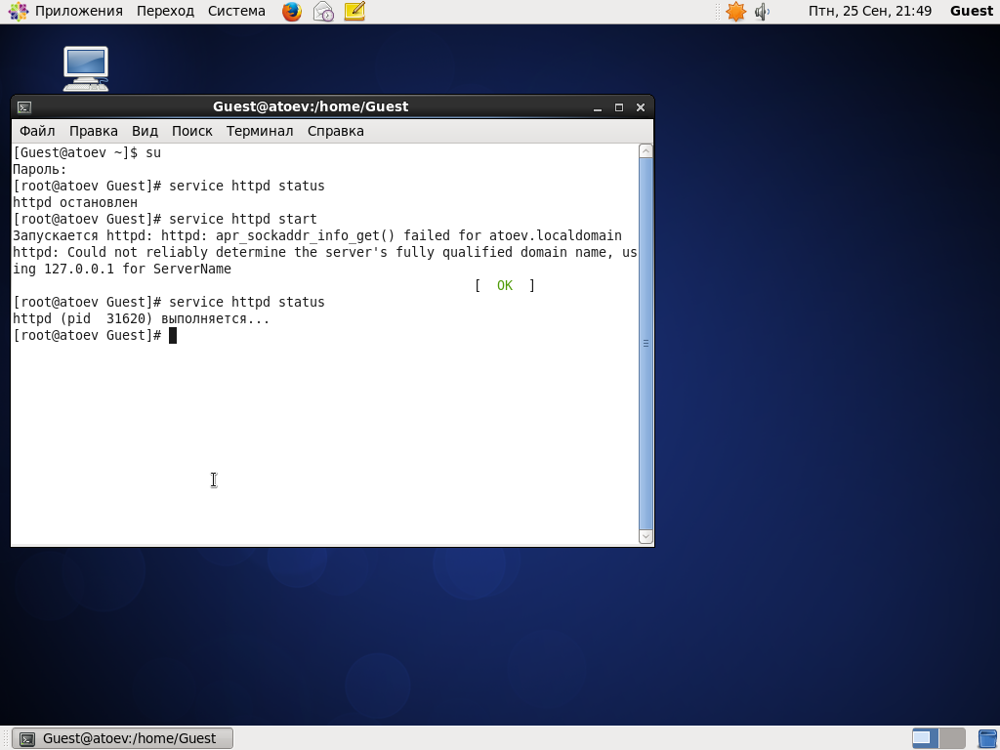 Приложения Переход Система Птн, 25 Сен, 21:49 Guest
Guest@atoev:/home/Guest
Файл Правка Вид Поиск Терминал Справка
[Guest@atoev ~]$ su
Пароль:
[root@atoev Guest]# service httpd status
httpd остановлен
[root@atoev Guest]# service httpd start
Запускается httpd: httpd: apr_sockaddr_info_get() failed for atoev.localdomain
httpd: Could not reliably determine the server's fully qualified domain name, us
ing 127.0.0.1 for ServerName
[  OK  ]
[root@atoev Guest]# service httpd status
httpd (pid  31620) выполняется...
[root@atoev Guest]#
Guest@atoev:/home/Guest